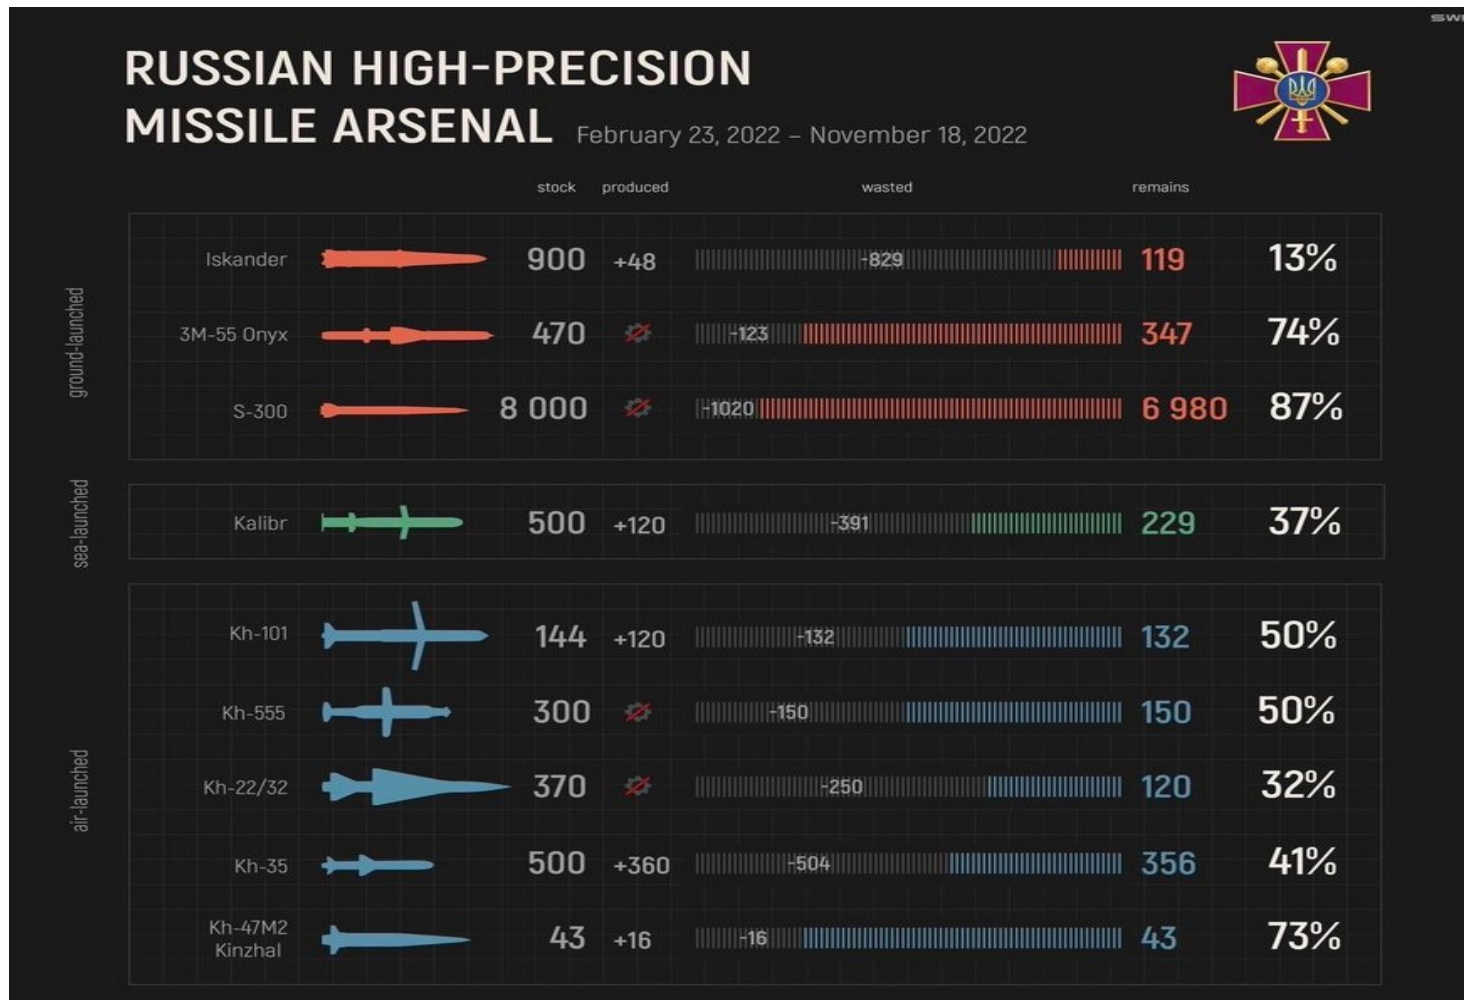 RUSSIAN HIGH-PRECISION
MISSILE ARSENAL February 23, 2022 – November 18, 2022
stock produced wasted remains
ground-launched
Iskander 900 +48 -829 119 13%
3M-55 Onyx 470 -123 347 74%
S-300 8 000 -1020 6 980 87%
sea-launched
Kalibr 500 +120 -391 229 37%
air-launched
Kh-101 144 +120 -132 132 50%
Kh-555 300 -150 150 50%
Kh-22/32 370 -250 120 32%
Kh-35 500 +360 -504 356 41%
Kh-47M2
Kinzhal 43 +16 -16 43 73%